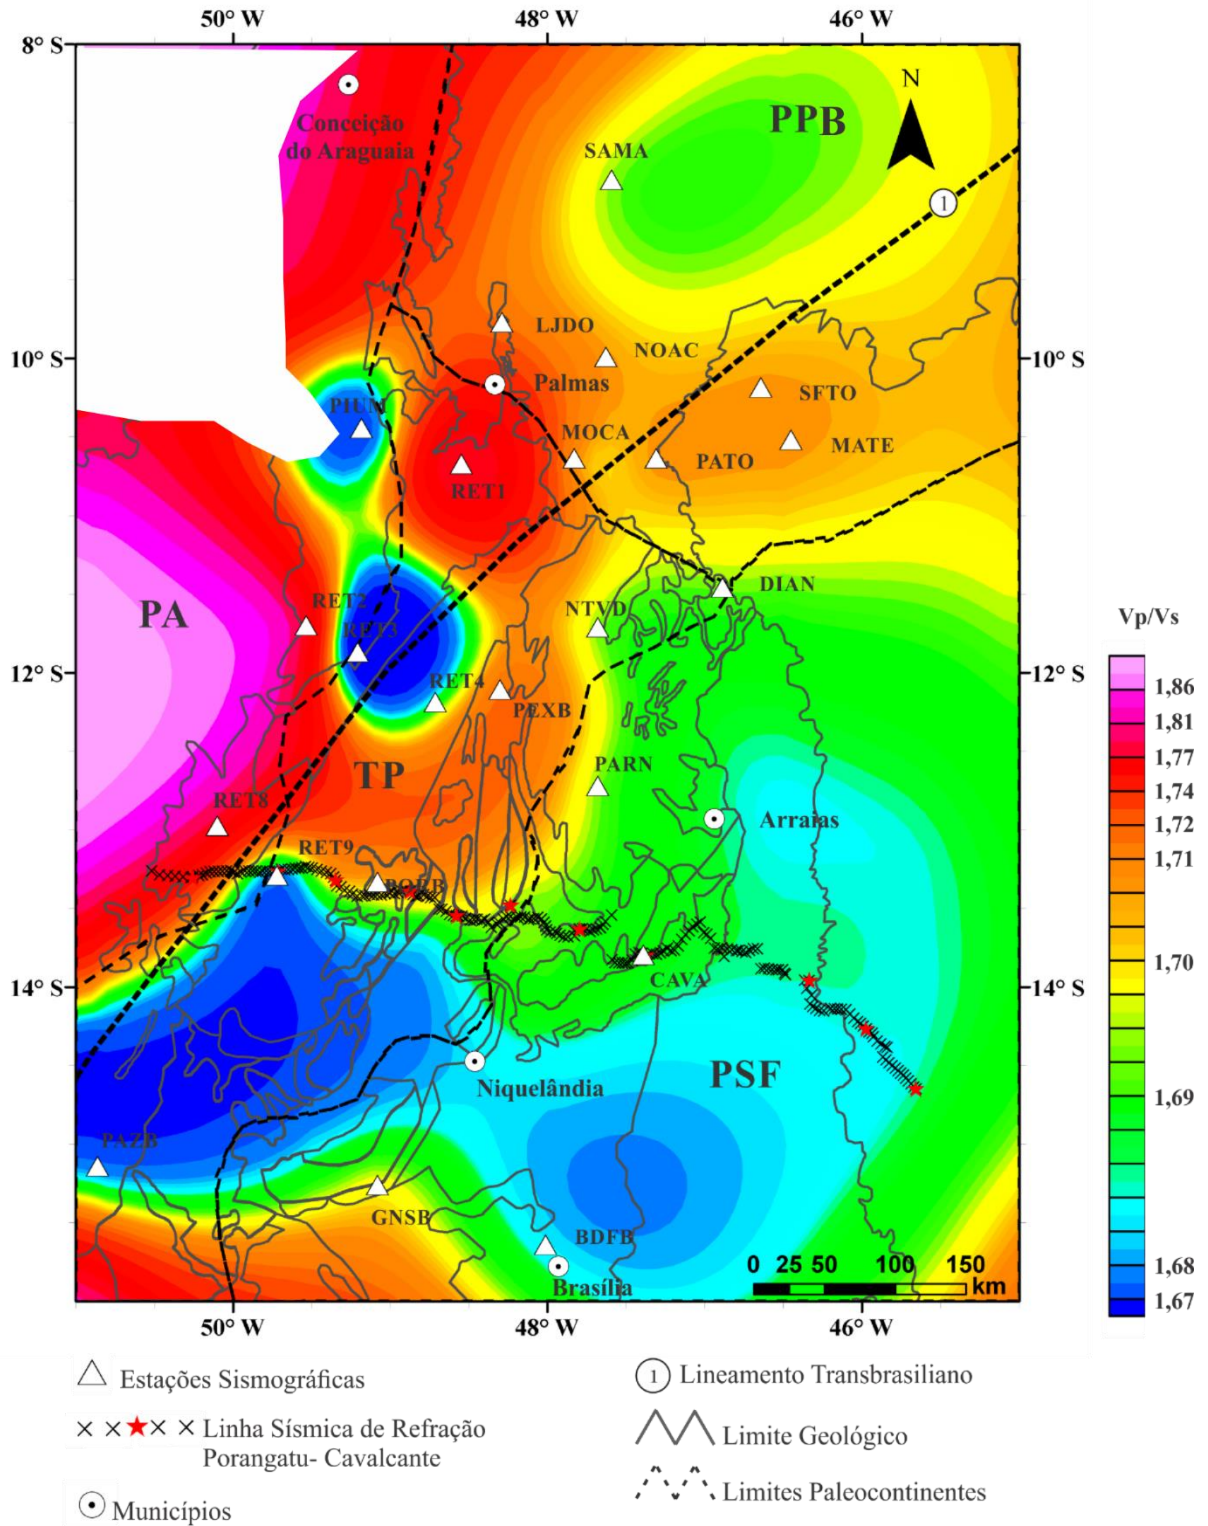 50° W
48° W
46° W
8° S
N
PPB
Conceição
do Araguaia
SAMA
1
LJDO
NOAC
10° S
10° S
Palmas
SFTO
PIUM
MOCA
MATE
PATO
RET1
DIAN
PA
RET2
NTVD
RET3
Vp/Vs
12° S
12° S
RET4
PEXB
1,86
1,81
PARN
1,77
TP
1,74
RET8
Arraias
1,72
RET9
1,71
PORB
1,70
CAVA
14° S
14° S
PSF
Niquelândia
1,69
PAZB
GNSB
BDFB
0 25 50 100 150
km
Brasília
1,68
1,67
50° W
48° W
46° W
Estações Sismográficas
1 Lineamento Transbrasiliano
Linha Sísmica de Refração
Porangatu- Cavalcante
Limite Geológico
Limites Paleocontinentes
Municípios